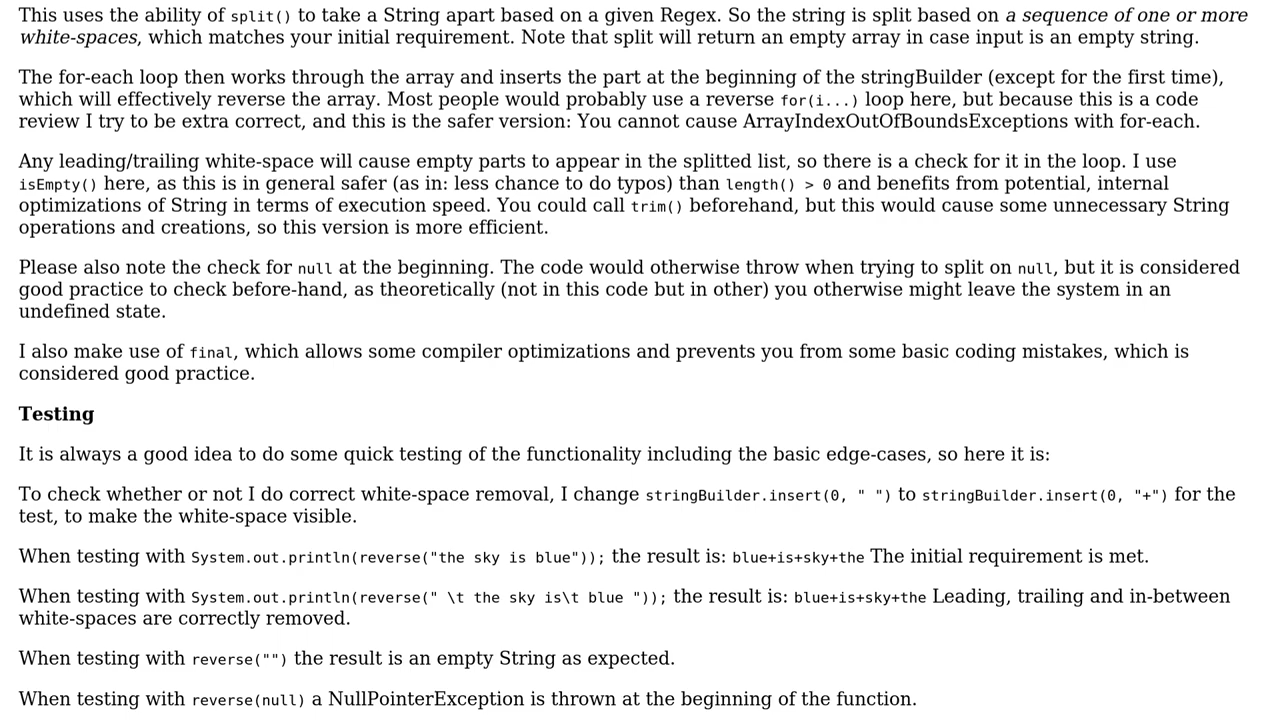 This uses the ability of split() to take a String apart based on a given Regex. So the string is split based on a sequence of one or more
white-spaces, which matches your initial requirement. Note that split will return an empty array in case input is an empty string.
The for-each loop then works through the array and inserts the part at the beginning of the stringBuilder (except for the first time),
which will effectively reverse the array. Most people would probably use a reverse for(i...) loop here, but because this is a code
review I try to be extra correct, and this is the safer version: You cannot cause ArrayIndexOutOfBoundsExceptions with for-each.
Any leading/trailing white-space will cause empty parts to appear in the splitted list, so there is a check for it in the loop. I use
isEmpty() here, as this is in general safer (as in: less chance to do typos) than length() > 0 and benefits from potential, internal
optimizations of String in terms of execution speed. You could call trim() beforehand, but this would cause some unnecessary String
operations and creations, so this version is more efficient.
Please also note the check for null at the beginning. The code would otherwise throw when trying to split on null, but it is considered
good practice to check before-hand, as theoretically (not in this code but in other) you otherwise might leave the system in an
undefined state.
I also make use of final, which allows some compiler optimizations and prevents you from some basic coding mistakes, which is
considered good practice.
Testing
It is always a good idea to do some quick testing of the functionality including the basic edge-cases, so here it is:
To check whether or not I do correct white-space removal, I change stringBuilder.insert(0, " ") to stringBuilder.insert(0, "+") for the
test, to make the white-space visible.
When testing with System.out.println(reverse("the sky is blue")); the result is: blue+is+sky+the The initial requirement is met.
When testing with System.out.println(reverse(" \t the sky is\t blue ")); the result is: blue+is+sky+the Leading, trailing and in-between
white-spaces are correctly removed.
When testing with reverse("") the result is an empty String as expected.
When testing with reverse(null) a NullPointerException is thrown at the beginning of the function.